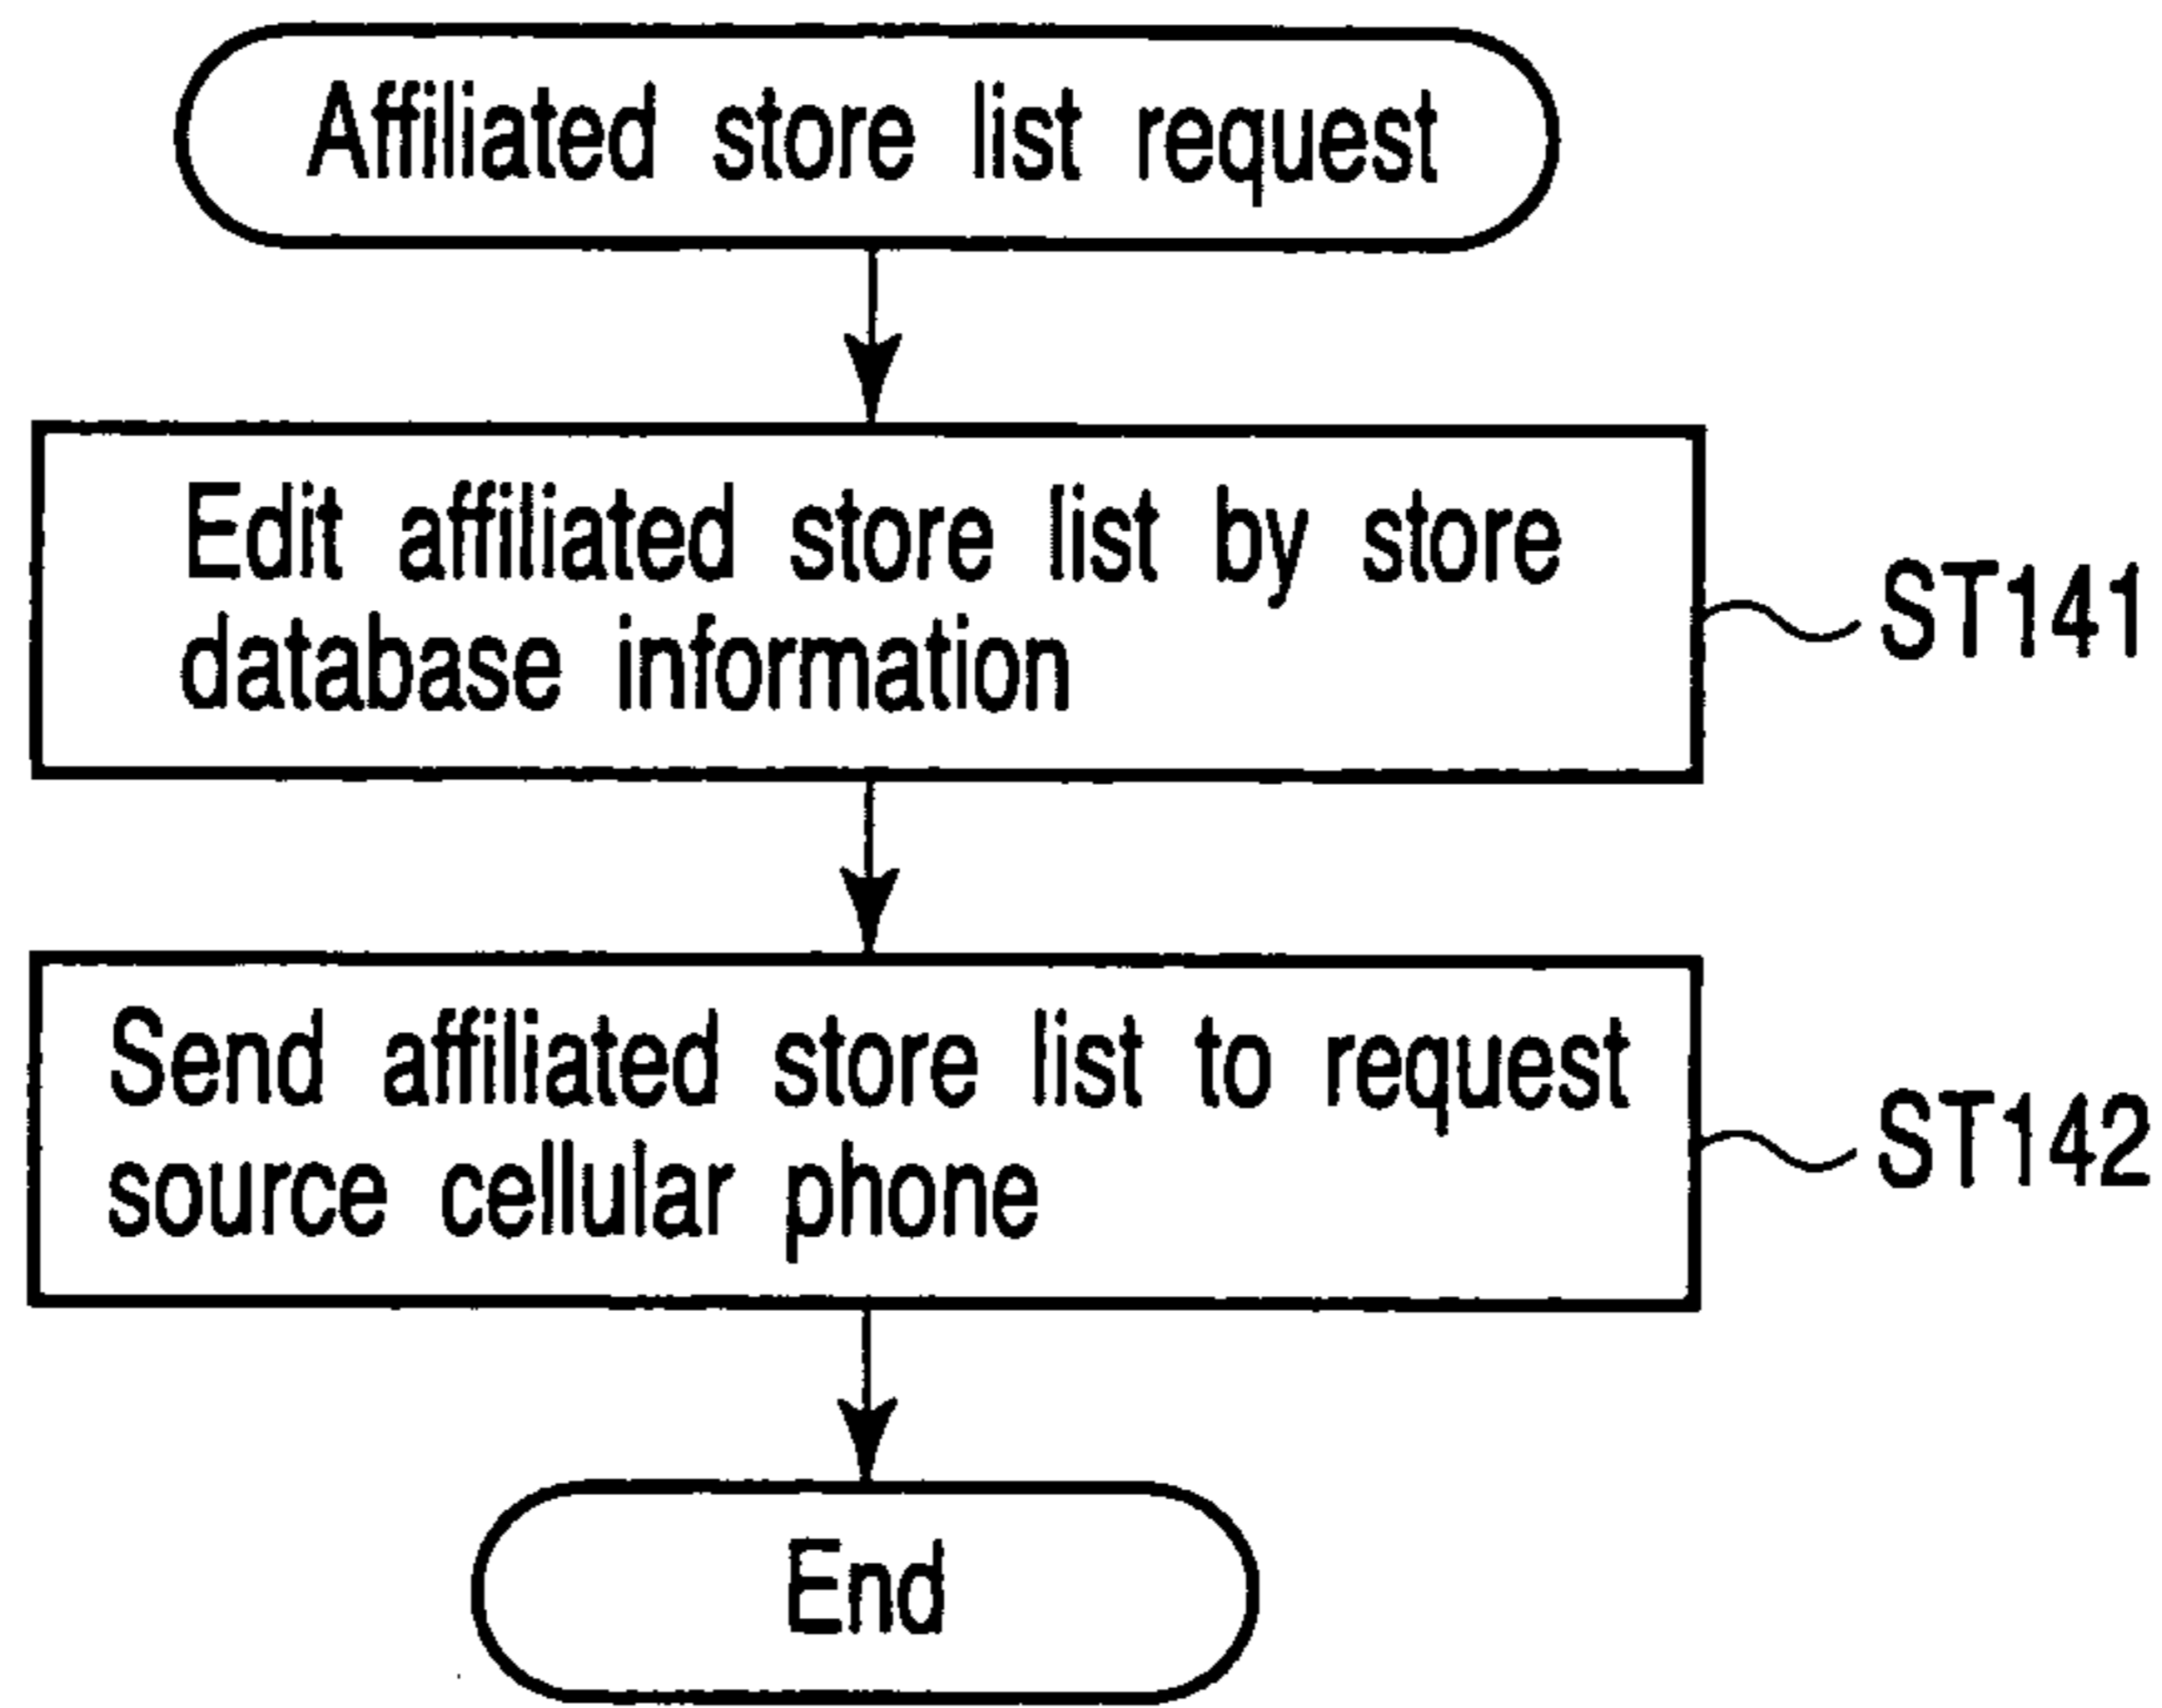 Affiliated store list request
Edit affiliated store list by store
database information
ST141
Send affiliated store list to request
source cellular phone
ST142
End